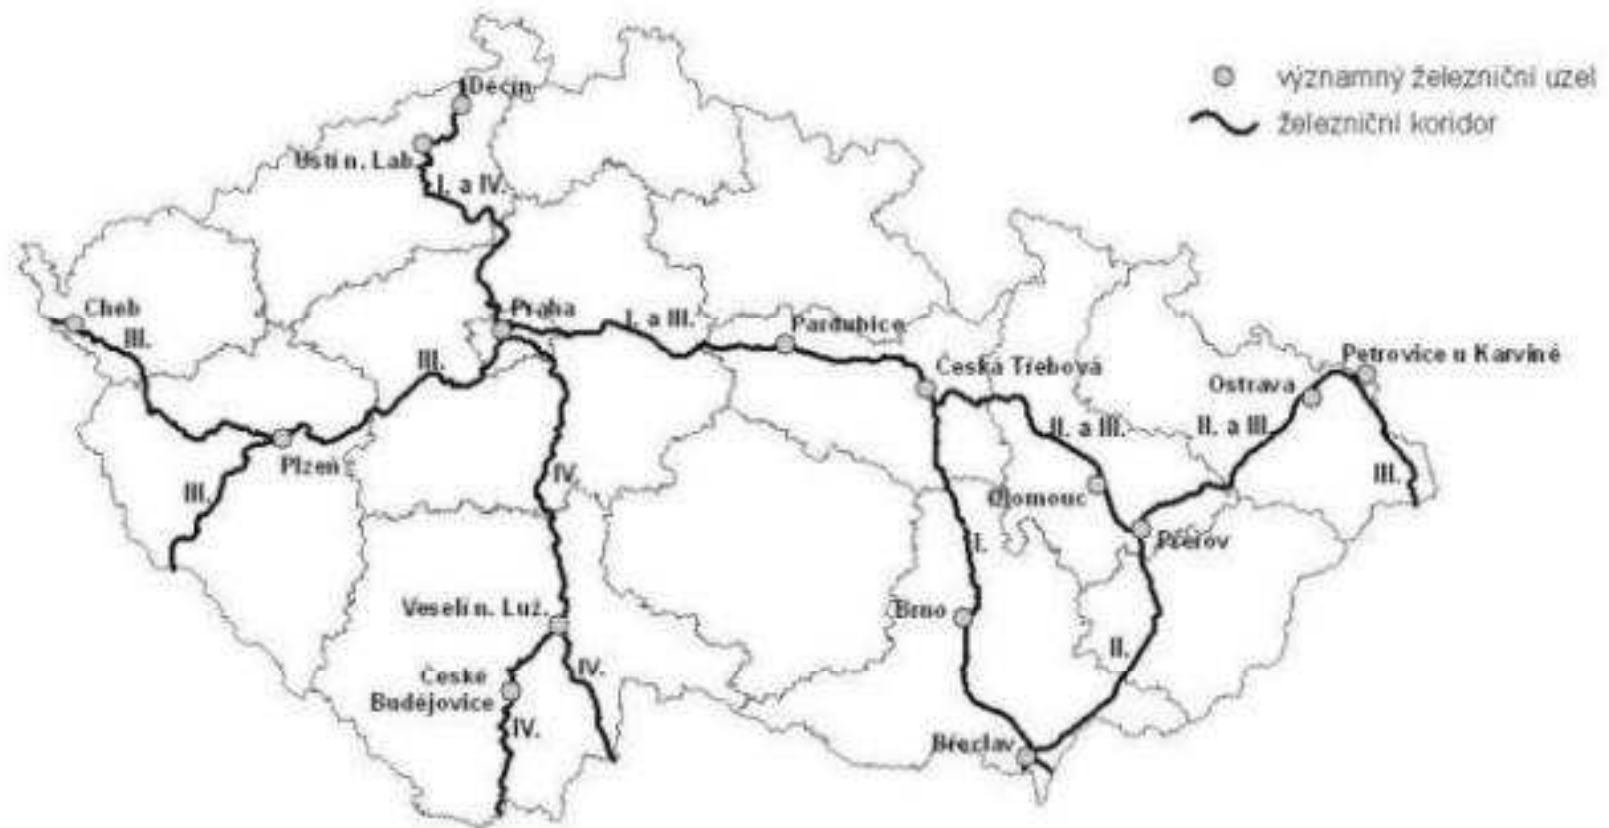 Děčín
význámný železniční uzel
železniční koridor
Ústí n. Lab.
I. a IV.
Cheb
III.
Praha
I. a III.
Pardubice
III.
Česká Třebová
Petrovice u Karviné
Ostrava
II. a III.
II. a III.
Plzeň
III.
IV.
Olomouc
III.
Přerov
I.
Veselí n. Luž.
Brno
II.
IV.
České
Budějovice
IV.
Břeclav